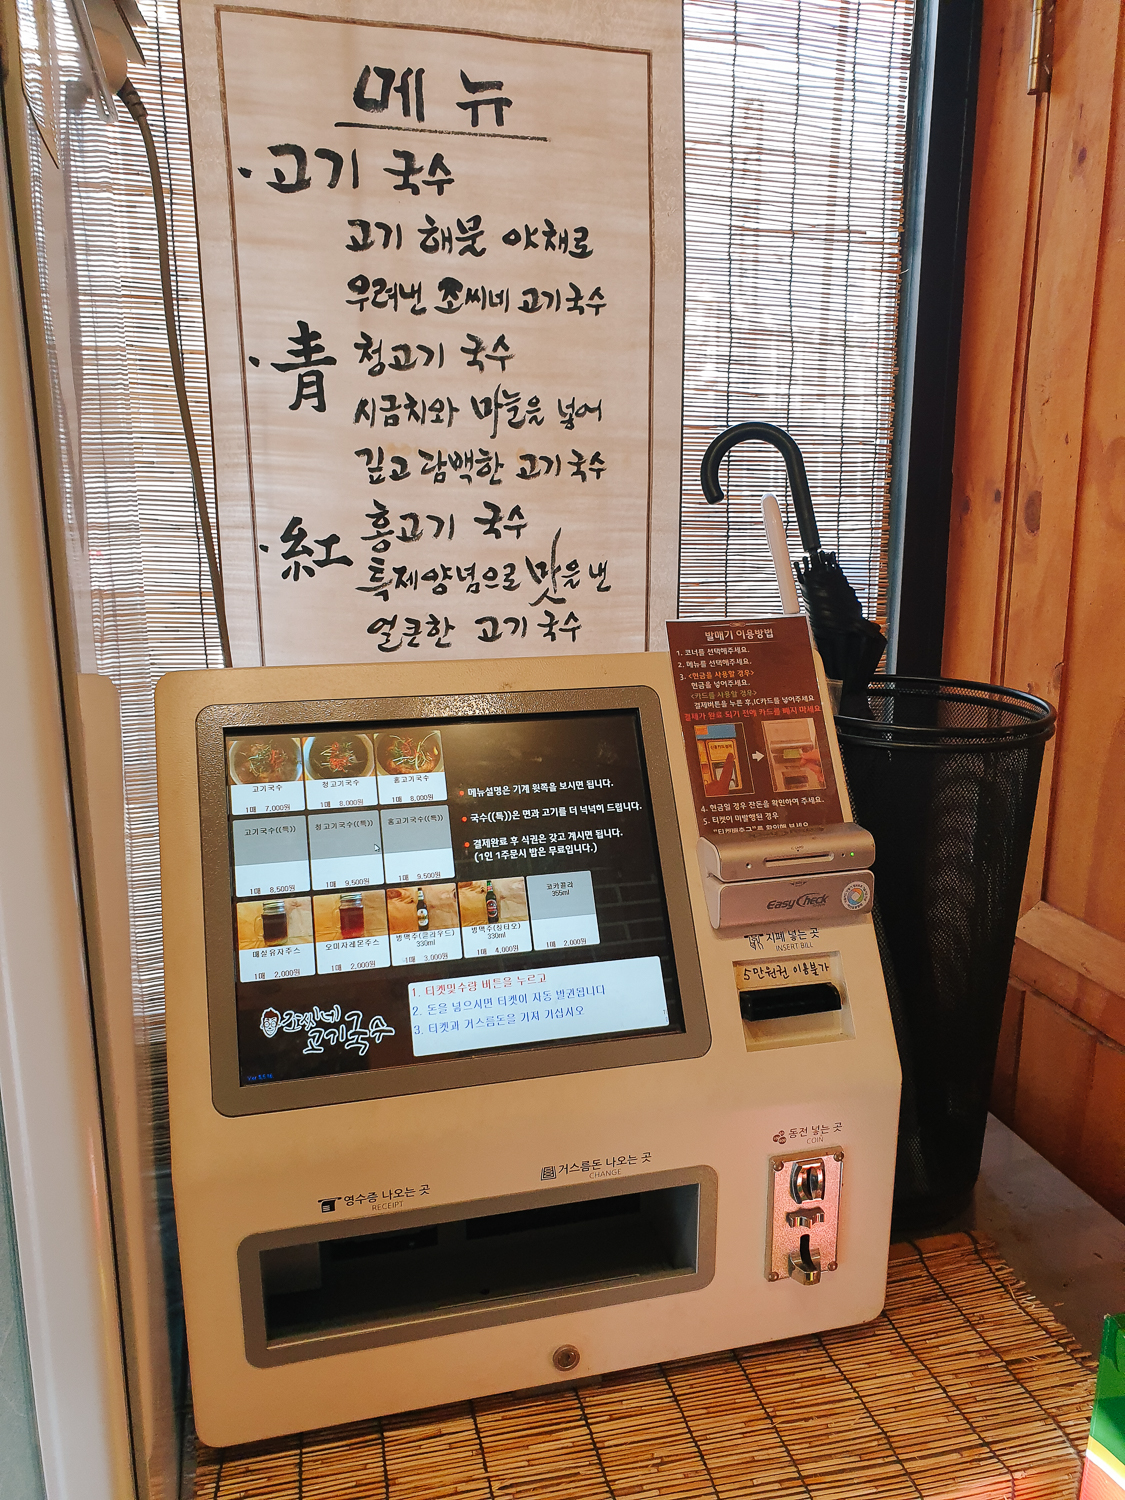 메뉴
· 고기 국수
고기 해물 야채로
우려낸 조씨네 고기국수
· 青 청고기 국수
시금치와 마늘을 넣어
깊고 담백한 고기국수
· 紅 홍고기 국수
특제양념으로 맛을 낸
얼큰한 고기국수
발매기 이용방법
1. 코너를 선택해주세요.
2. 메뉴를 선택해주세요.
3. <현금을 사용할 경우>
현금을 넣어주세요.
<카드를 사용할 경우>
결제버튼을 누른 후,IC카드를 넣어주세요
결제가 완료 되기 전에 카드를 빼지 마세요
4. 현금일 경우 잔돈을 확인하여 주세요.
5. 티켓이 미발행된 경우
고기국수
1매 7,000원
청고기국수
1매 8,000원
홍고기국수
1매 8,000원
고기국수((특))
1매 8,500원
청고기국수((특))
1매 9,500원
홍고기국수((특))
1매 9,500원
매실유자주스
1매 2,000원
오미자레몬주스
1매 2,000원
병맥주(클라우드)
330ml
1매 3,000원
병맥주(칭타오)
330ml
1매 4,000원
코카콜라
355ml
1매 2,000원
● 메뉴설명은 기계 윗쪽을 보시면 됩니다.
● 국수((특))은 면과 고기를 더 넉넉히 드립니다.
● 결제완료 후 식권은 갖고 계시면 됩니다.
(1인 1주문시 밥은 무료입니다.)
조씨네
고기국수
1. 티켓및수량 버튼을 누르고
2. 돈을 넣으시면 티켓이 자동 발권됩니다
3. 티켓과 거스름돈을 가져 가십시오
EasyCheck
지폐 넣는 곳
INSERT BILL
5만원권 이용불가
동전 넣는 곳
COIN
거스름돈 나오는 곳
CHANGE
영수증 나오는 곳
RECEIPT